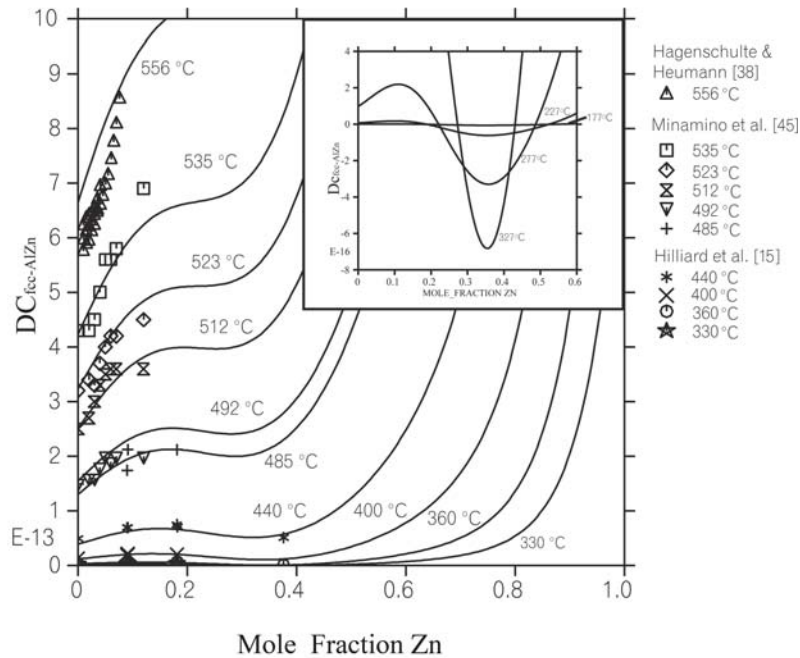 10
9
8
7
6
5
4
3
2
1
E-13
0
DCfcc-AlZn
0
0.2
0.4
0.6
0.8
1.0
Mole Fraction Zn
556 °C
535 °C
523 °C
512 °C
492 °C
485 °C
440 °C
400 °C
360 °C
330 °C
4
2
0
-2
-4
-6
E-16
-8
DCfcc-AlZn
0
0.1
0.2
0.3
0.4
0.5
0.6
MOLE_FRACTION ZN
227°C
177°C
277°C
327°C
Hagenschulte &
Heumann [38]
556 °C
Minamino et al. [45]
535 °C
523 °C
512 °C
492 °C
485 °C
Hilliard et al. [15]
440 °C
400 °C
360 °C
330 °C